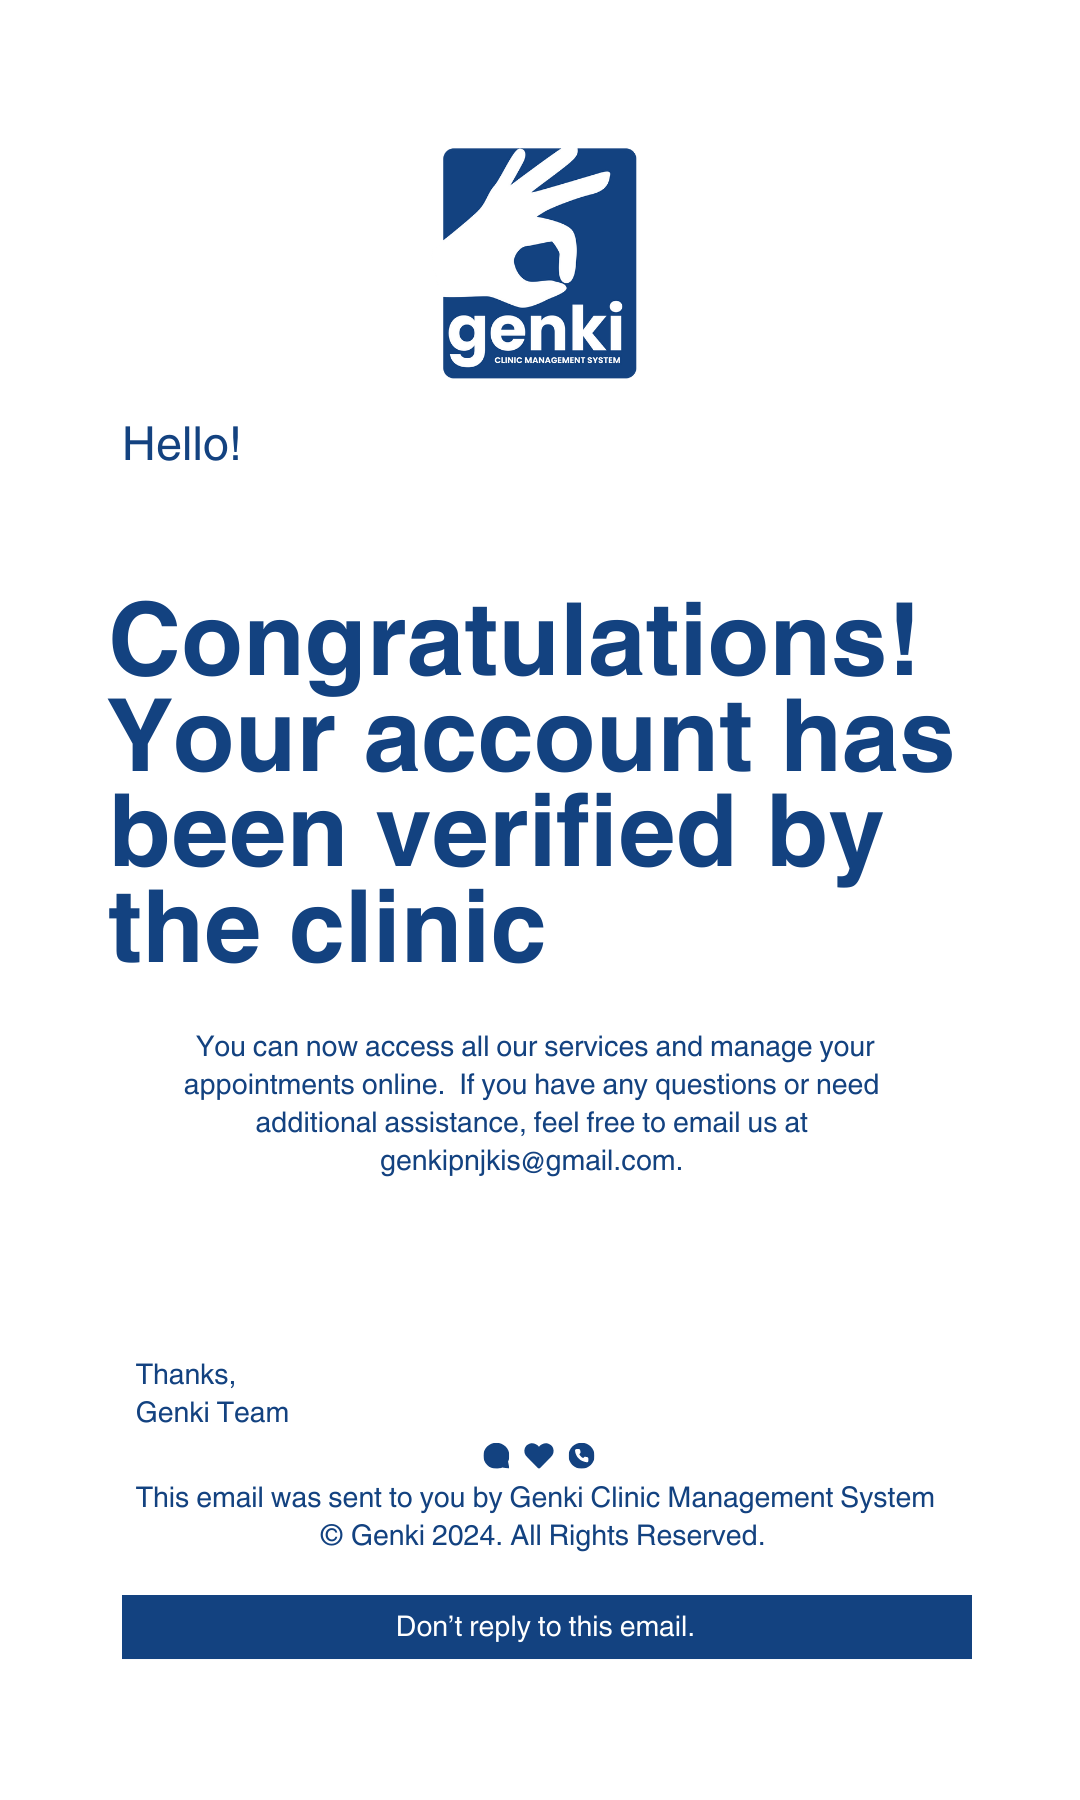 genki
CLINIC MANAGEMENT SYSTEM
Hello!
Congratulations!
Your account has
been verified by
the clinic
You can now access all our services and manage your
appointments online.  If you have any questions or need
additional assistance, feel free to email us at
genkipnjkis@gmail.com.
Thanks,
Genki Team
This email was sent to you by Genki Clinic Management System
© Genki 2024. All Rights Reserved.
Don’t reply to this email.